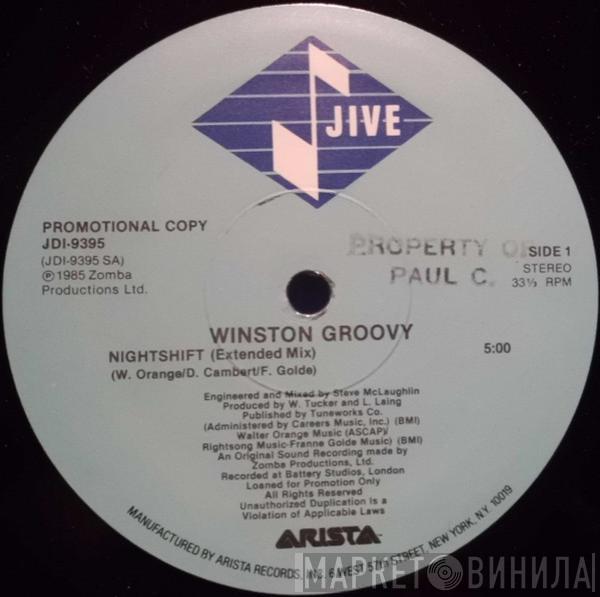 JIVE
PROMOTIONAL COPY
JDI-9395
(JDI-9395 SA)
℗ 1985 Zomba
Productions Ltd.
PROPERTY OF
PAUL C.
SIDE 1
STEREO
33⅓ RPM
WINSTON GROOVY
NIGHTSHIFT (Extended Mix) 5:00
(W. Orange/D. Cambert/F. Golde)
Engineered and Mixed by Steve McLaughlin
Produced by W. Tucker and L. Laing
Published by Tuneworks Co.
(Administered by Careers Music, Inc.) (BMI)
Walter Orange Music (ASCAP)/
Rightsong Music-Franne Golde Music) (BMI)
An Original Sound Recording made by
Zomba Productions, Ltd.
Recorded at Battery Studios, London
Loaned for Promotion Only
All Rights Reserved
Unauthorized Duplication is a
Violation of Applicable Laws
ARISTA
MANUFACTURED BY ARISTA RECORDS, INC. 6 WEST 57th STREET, NEW YORK, N.Y. 10019
МАРКЕТ ВИНИЛА